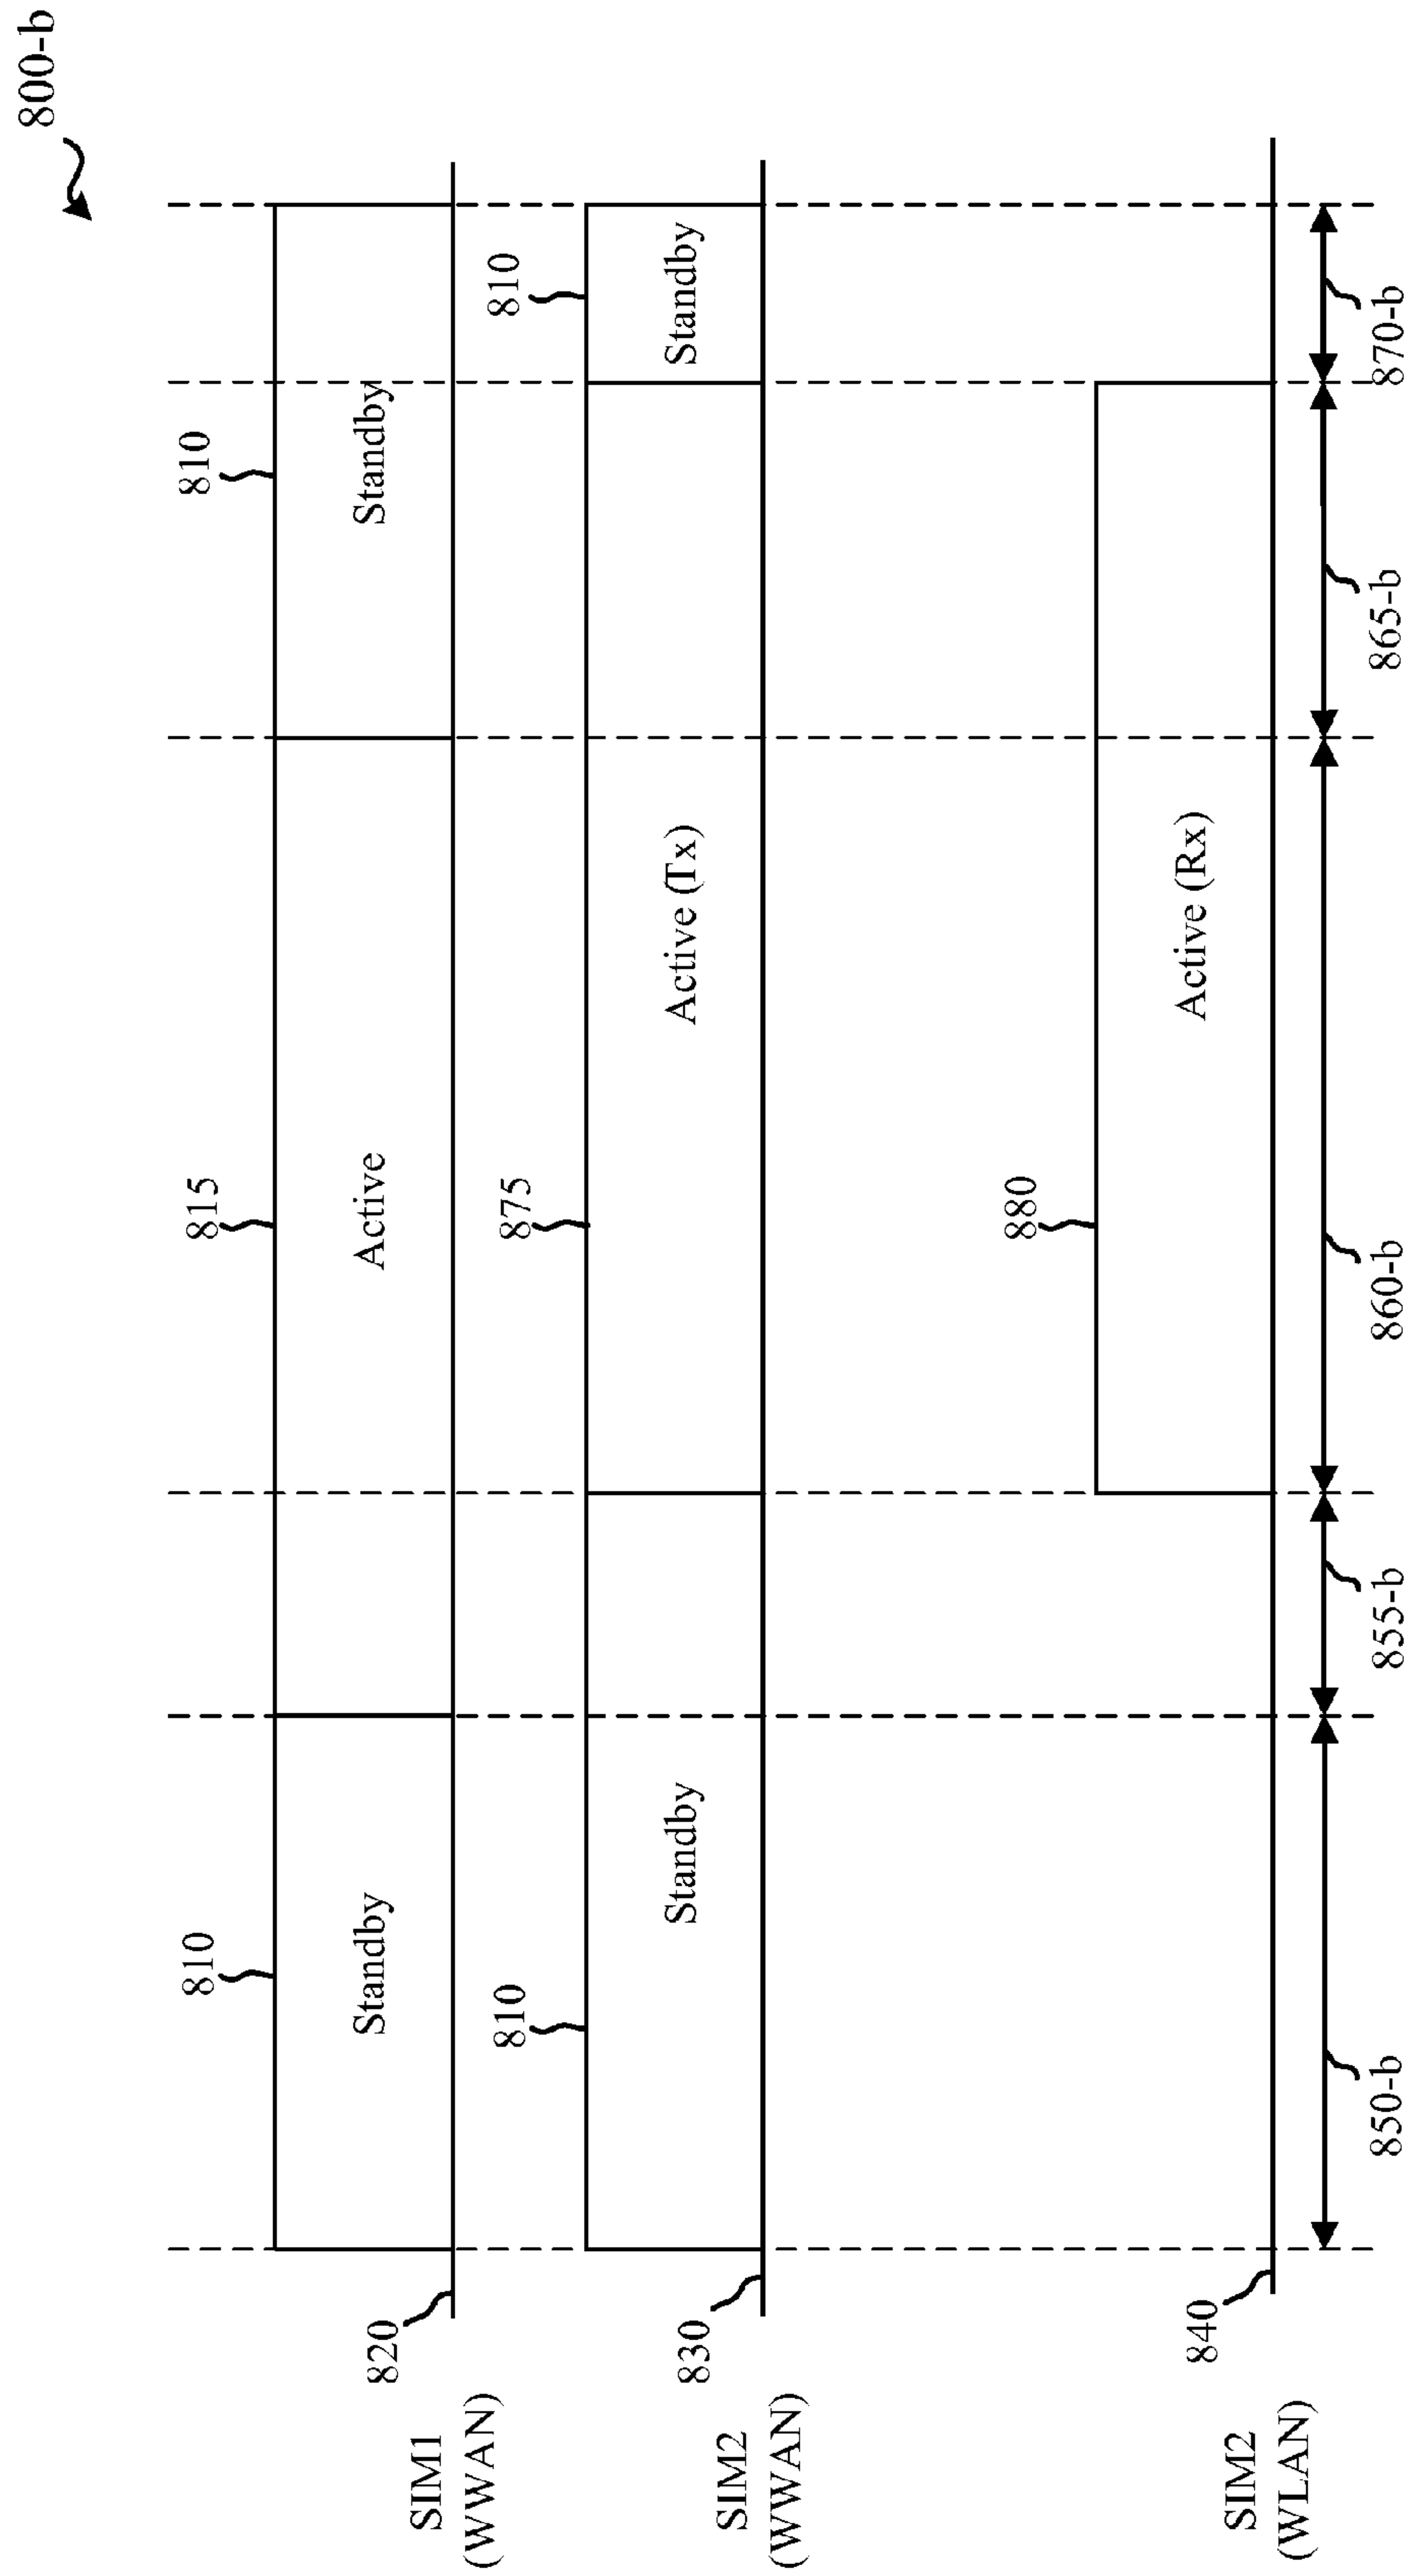 800-b
810
815
810
Standby
Active
Standby
820
SIM1
(WWAN)
810
875
810
Standby
Active (Tx)
Standby
830
SIM2
(WWAN)
880
Active (Rx)
840
SIM2
(WLAN)
850-b
855-b
860-b
865-b
870-b